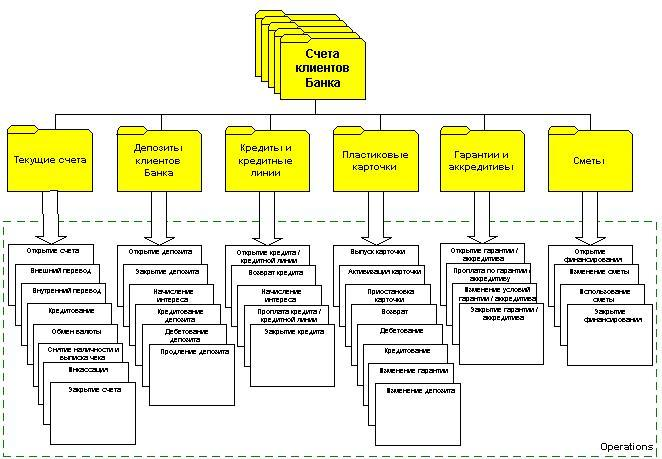 Счета
клиентов
Банка
Текущие счета
Депозиты
клиентов
Банка
Кредиты и
кредитные
линии
Пластиковые
карточки
Гарантии и
аккредитивы
Сметы
Открытие счета
Внешний перевод
Внутренний перевод
Кредитование
Обмен валюты
Снятие наличности и
выписка чека
Инкассация
Закрытие счета
Открытие депозита
Закрытие депозита
Начисление
интереса
Кредитование
депозита
Дебетование
депозита
Продление депозита
Открытие кредита /
кредитной линии
Возврат кредита
Начисление
интереса
Проплата кредита /
кредитной линии
Закрытие кредита
Выпуск карточки
Активизация карточки
Приостановка
карточки
Возврат
Дебетование
Кредитование
Изменение гарантии
Изменение депозита
Открытие гарантии /
аккредитива
Проплата по гарантии /
аккредитиву
Изменение условий
гарантии / аккредитива
Закрытие гарантии /
аккредитива
Открытие
финансирования
Изменение сметы
Использование
сметы
Закрытие
финансирования
Operations